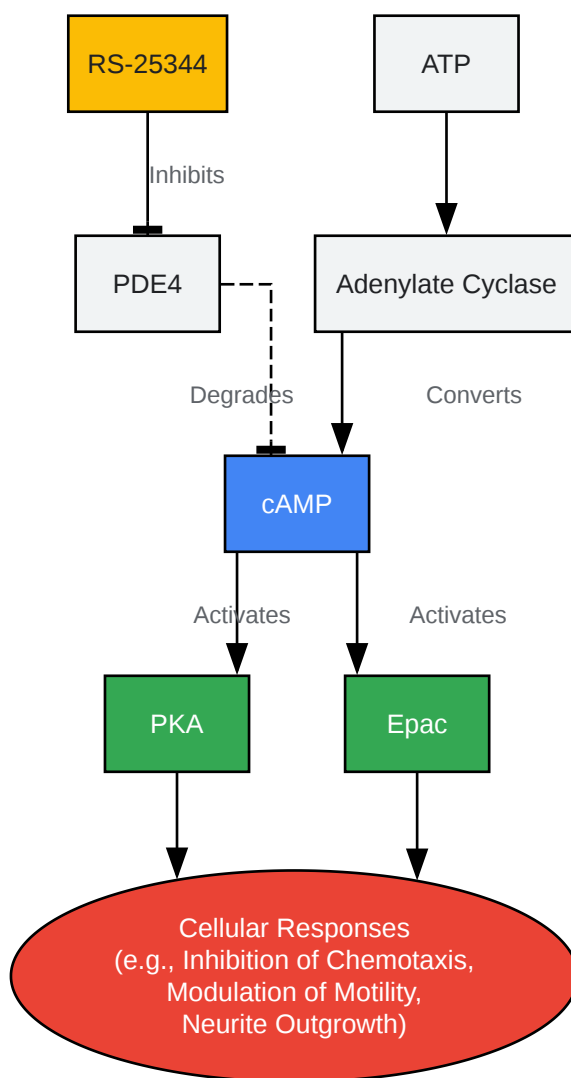 RS-25344
ATP
Inhibits
PDE4
Adenylate Cyclase
Degrades
Converts
cAMP
Activates
Activates
PKA
Epac
Cellular Responses
(e.g., Inhibition of Chemotaxis,
Modulation of Motility,
Neurite Outgrowth)